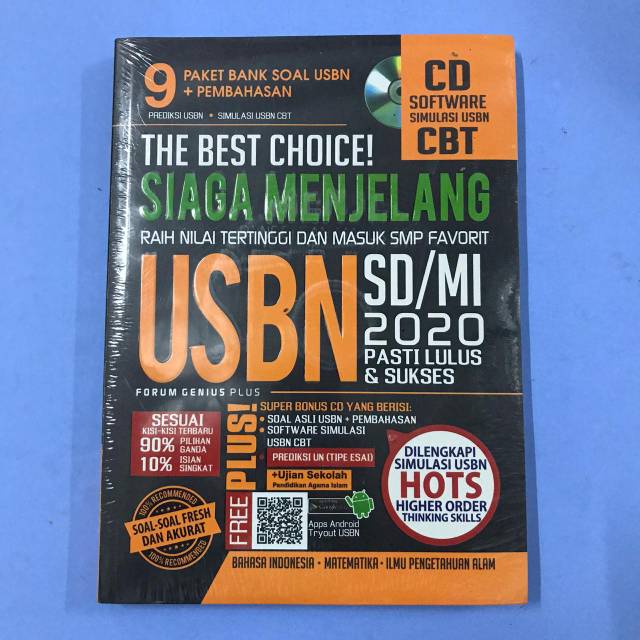 9 PAKET BANK SOAL USBN
+ PEMBAHASAN
PREDIKSI USBN • SIMULASI USBN CBT
CD
SOFTWARE
SIMULASI USBN
CBT
THE BEST CHOICE!
SIAGA MENJELANG
RAIH NILAI TERTINGGI DAN MASUK SMP FAVORIT
USBN
SD/MI
2020
PASTI LULUS
& SUKSES
FORUM GENIUS PLUS
SESUAI
KISI-KISI TERBARU
90% PILIHAN GANDA
10% ISIAN SINGKAT
FREE PLUS!
SUPER BONUS CD YANG BERISI:
• SOAL ASLI USBN + PEMBAHASAN
• SOFTWARE SIMULASI
USBN CBT
PREDIKSI UN (TIPE ESAI)
+Ujian Sekolah
Pendidikan Agama Islam
Apps Android
Tryout USBN
DILENGKAPI
SIMULASI USBN
HOTS
HIGHER ORDER
THINKING SKILLS
100% RECOMMENDED
SOAL-SOAL FRESH
DAN AKURAT
100% RECOMMENDED
BAHASA INDONESIA • MATEMATIKA • ILMU PENGETAHUAN ALAM